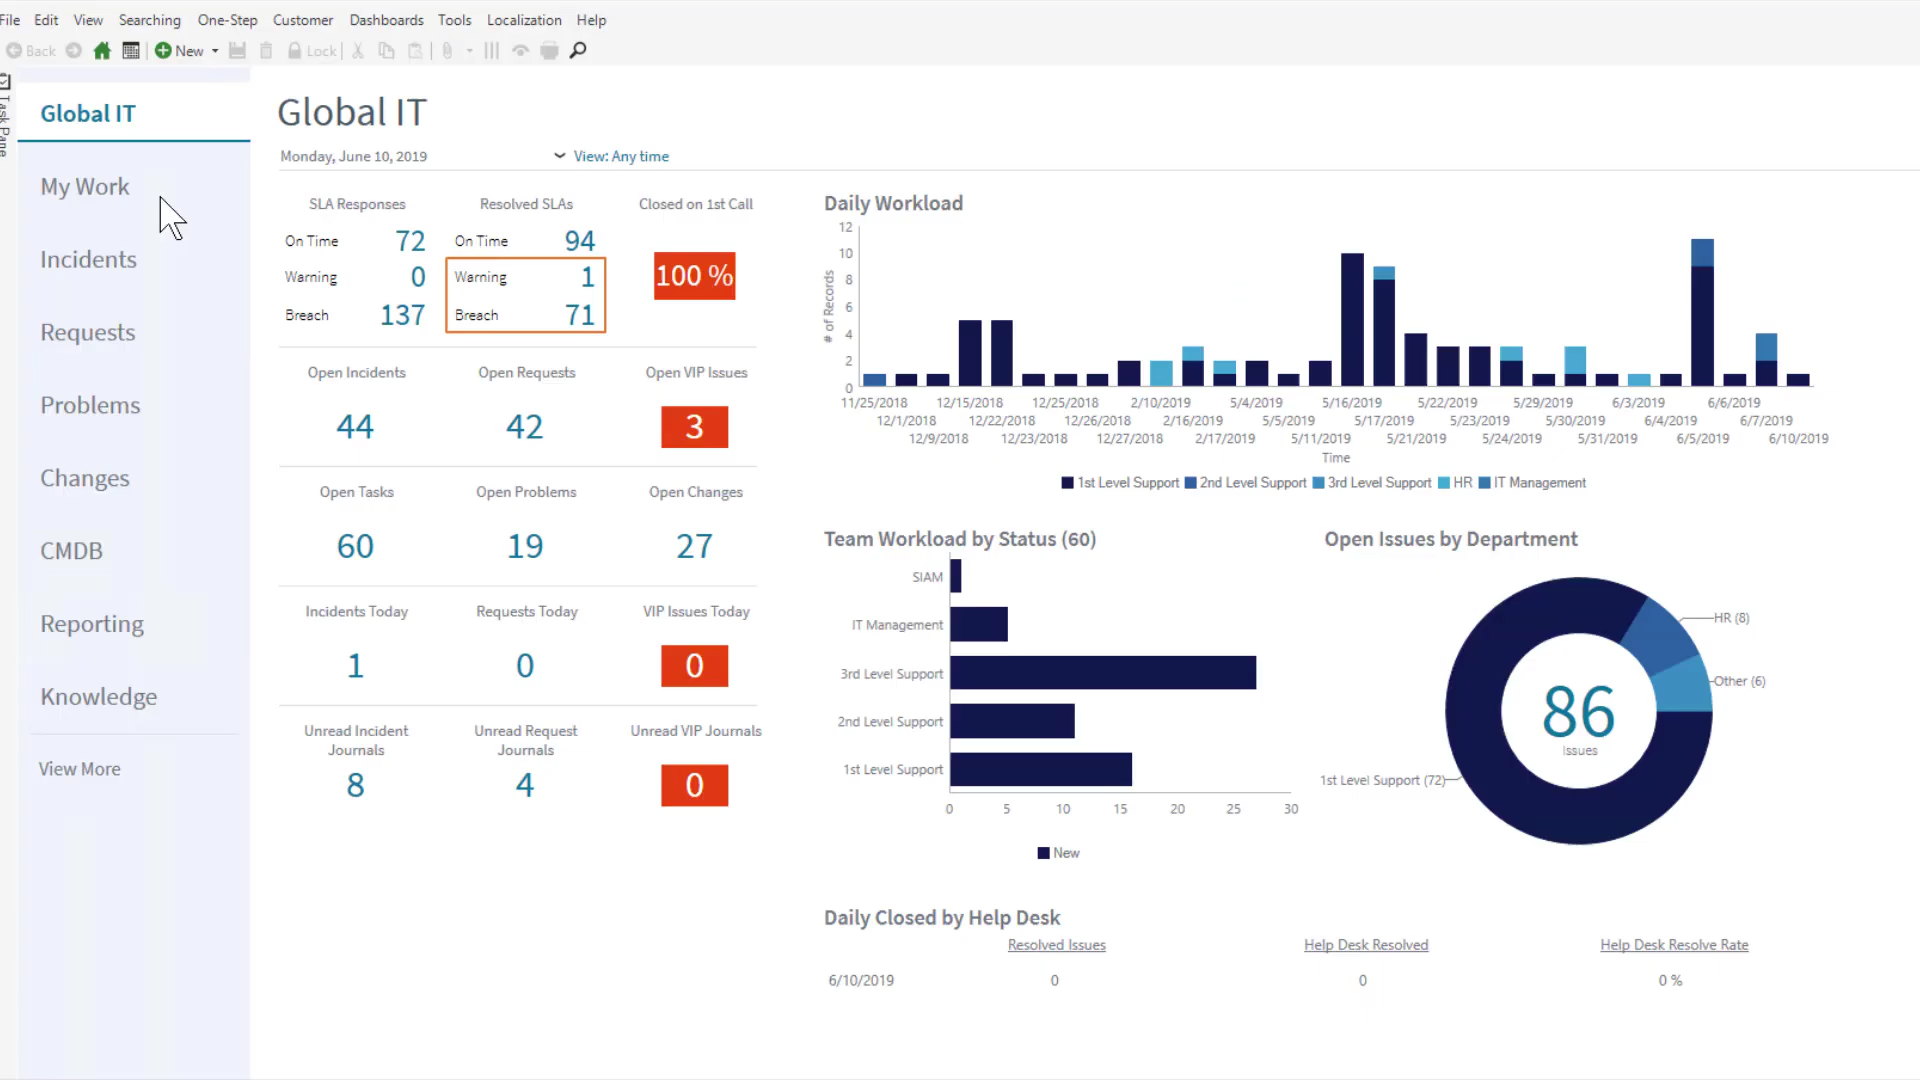 File Edit View Searching One-Step Customer Dashboards Tools Localization Help
Back New Lock
Task Pane
Global IT
My Work
Incidents
Requests
Problems
Changes
CMDB
Reporting
Knowledge
View More
Global IT
Monday, June 10, 2019 View: Any time
SLA Responses Resolved SLAs Closed on 1st Call
On Time 72 On Time 94
Warning 0 Warning 1 100 %
Breach 137 Breach 71
Open Incidents Open Requests Open VIP Issues
44 42 3
Open Tasks Open Problems Open Changes
60 19 27
Incidents Today Requests Today VIP Issues Today
1 0 0
Unread Incident Journals Unread Request Journals Unread VIP Journals
8 4 0
Daily Workload
12
10
8
6
4
2
0
# of Records
11/25/2018 12/15/2018 12/25/2018 2/10/2019 5/4/2019 5/16/2019 5/22/2019 5/29/2019 6/3/2019 6/6/2019
12/1/2018 12/22/2018 12/26/2018 2/16/2019 5/5/2019 5/17/2019 5/23/2019 5/30/2019 6/4/2019 6/7/2019
12/9/2018 12/23/2018 12/27/2018 2/17/2019 5/11/2019 5/21/2019 5/24/2019 5/31/2019 6/5/2019 6/10/2019
Time
1st Level Support 2nd Level Support 3rd Level Support HR IT Management
Team Workload by Status (60)
SIAM
IT Management
3rd Level Support
2nd Level Support
1st Level Support
0 5 10 15 20 25 30
New
Open Issues by Department
HR (8)
Other (6)
86
Issues
1st Level Support (72)
Daily Closed by Help Desk
Resolved Issues Help Desk Resolved Help Desk Resolve Rate
6/10/2019 0 0 0 %